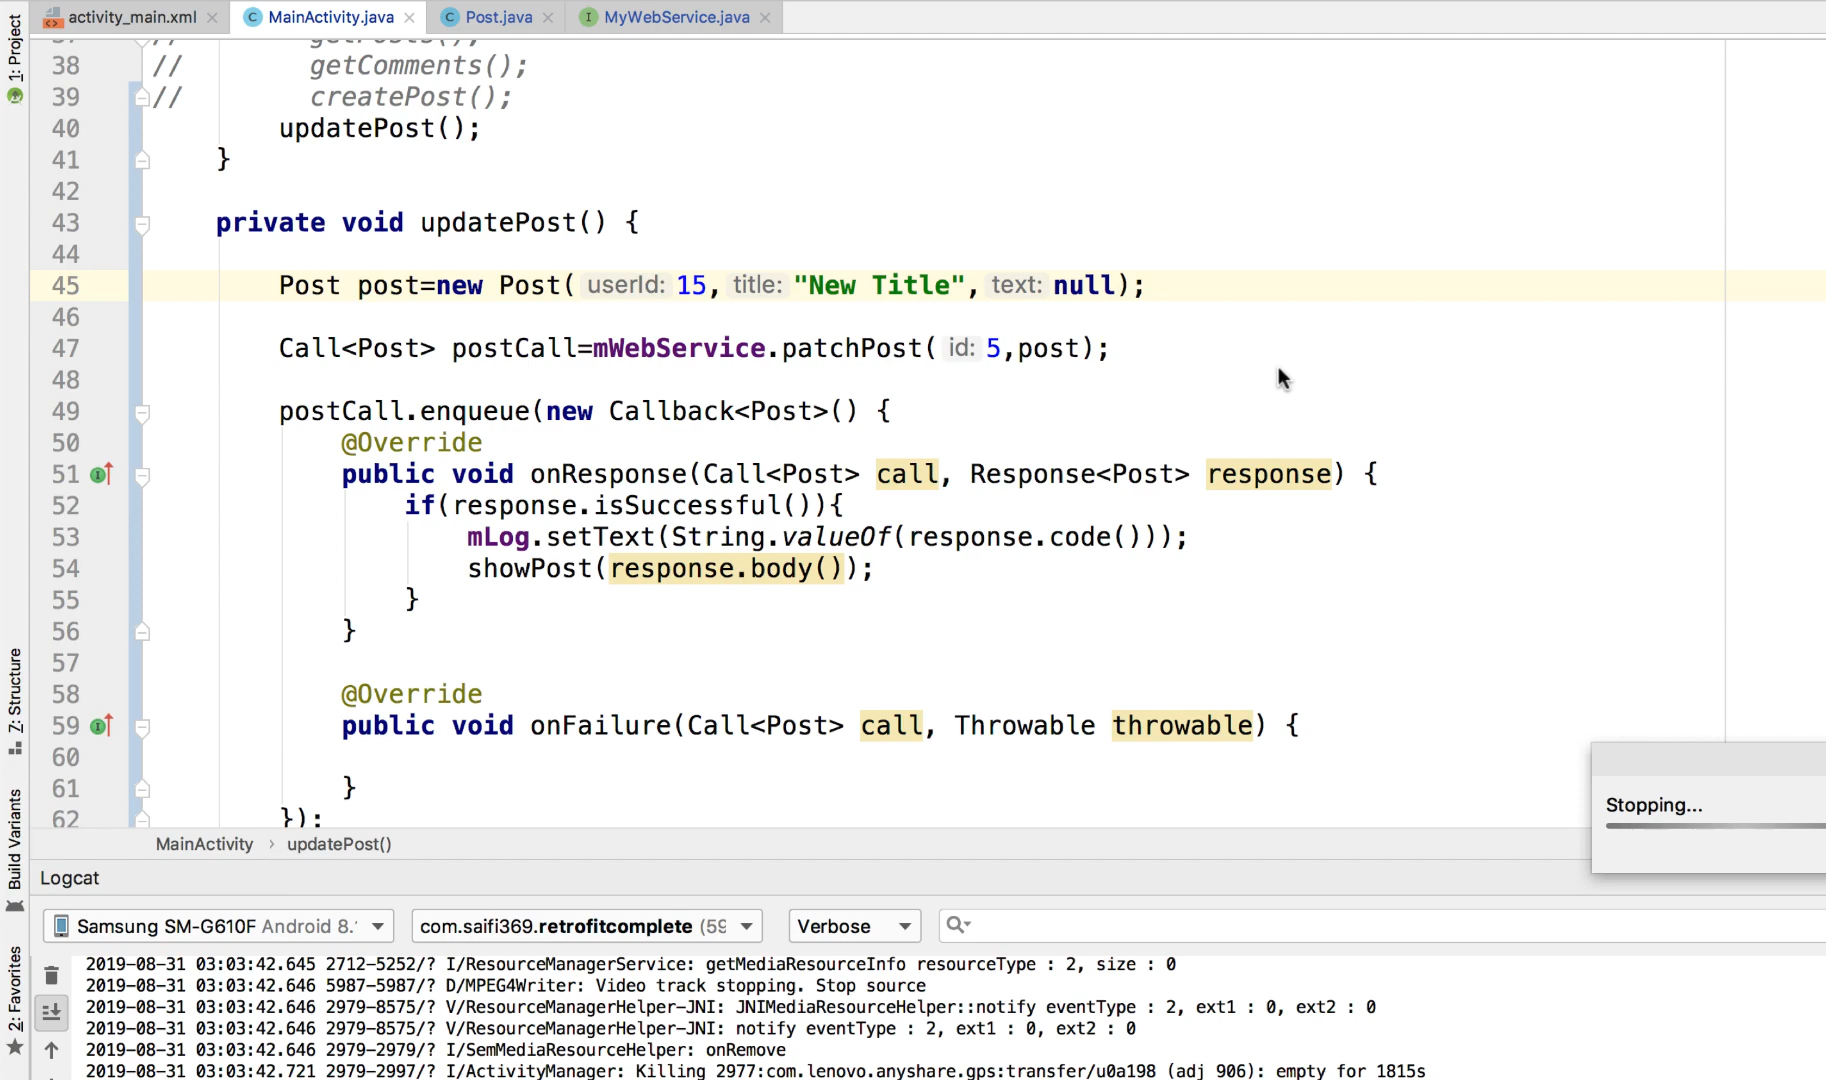 activity_main.xml MainActivity.java Post.java MyWebService.java
1: Project
38 // getComments();
39 // createPost();
40 updatePost();
41 }
42
43 private void updatePost() {
44
45 Post post=new Post( userId: 15, title: "New Title", text: null);
46
47 Call<Post> postCall=mWebService.patchPost( id: 5,post);
48
49 postCall.enqueue(new Callback<Post>() {
50 @Override
51 public void onResponse(Call<Post> call, Response<Post> response) {
52 if(response.isSuccessful()){
53 mLog.setText(String.valueOf(response.code()));
54 showPost(response.body());
55 }
56 }
57
58 @Override
59 public void onFailure(Call<Post> call, Throwable throwable) {
60
61 }
62 });
Z: Structure
Build Variants
2: Favorites
Stopping...
MainActivity › updatePost()
Logcat
Samsung SM-G610F Android 8. com.saifi369.retrofitcomplete (59 Verbose
2019-08-31 03:03:42.645 2712-5252/? I/ResourceManagerService: getMediaResourceInfo resourceType : 2, size : 0
2019-08-31 03:03:42.646 5987-5987/? D/MPEG4Writer: Video track stopping. Stop source
2019-08-31 03:03:42.646 2979-8575/? V/ResourceManagerHelper-JNI: JNIMediaResourceHelper::notify eventType : 2, ext1 : 0, ext2 : 0
2019-08-31 03:03:42.646 2979-8575/? V/ResourceManagerHelper-JNI: notify eventType : 2, ext1 : 0, ext2 : 0
2019-08-31 03:03:42.646 2979-2979/? I/SemMediaResourceHelper: onRemove
2019-08-31 03:03:42.721 2979-2997/? I/ActivityManager: Killing 2977:com.lenovo.anyshare.gps:transfer/u0a198 (adj 906): empty for 1815s